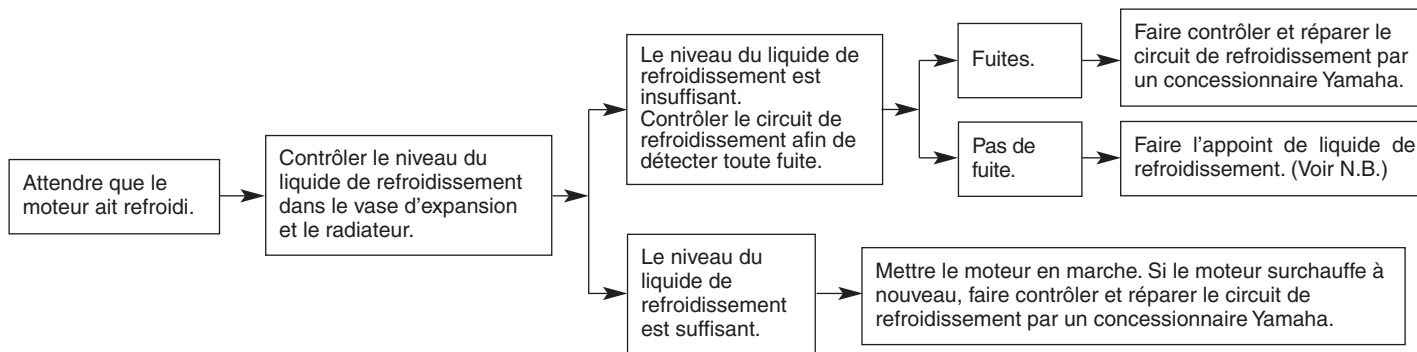 Attendre que le
moteur ait refroidi.
Contrôler le niveau du
liquide de refroidissement
dans le vase d’expansion
et le radiateur.
Le niveau du liquide de
refroidissement est
insuffisant.
Contrôler le circuit de
refroidissement afin de
détecter toute fuite.
Fuites.
Faire contrôler et réparer le
circuit de refroidissement par
un concessionnaire Yamaha.
Pas de
fuite.
Faire l’appoint de liquide de
refroidissement. (Voir N.B.)
Le niveau du
liquide de
refroidissement
est suffisant.
Mettre le moteur en marche. Si le moteur surchauffe à
nouveau, faire contrôler et réparer le circuit de
refroidissement par un concessionnaire Yamaha.